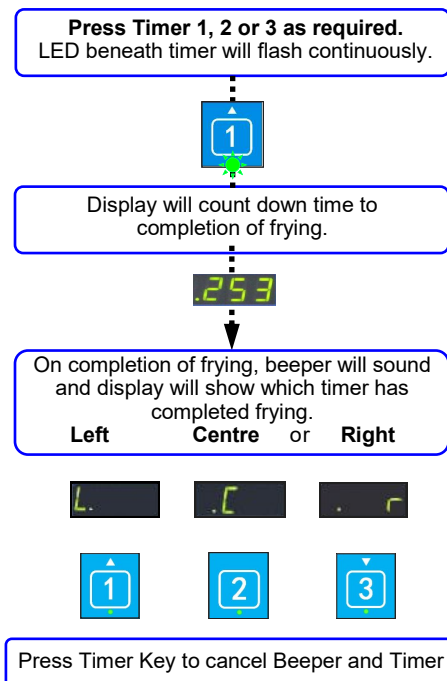 Press Timer 1, 2 or 3 as required.
LED beneath timer will flash continuously.
1
Display will count down time to
completion of frying.
.253
On completion of frying, beeper will sound
and display will show which timer has
completed frying.
Left Centre or Right
L. .C . r
1 2 3
Press Timer Key to cancel Beeper and Timer